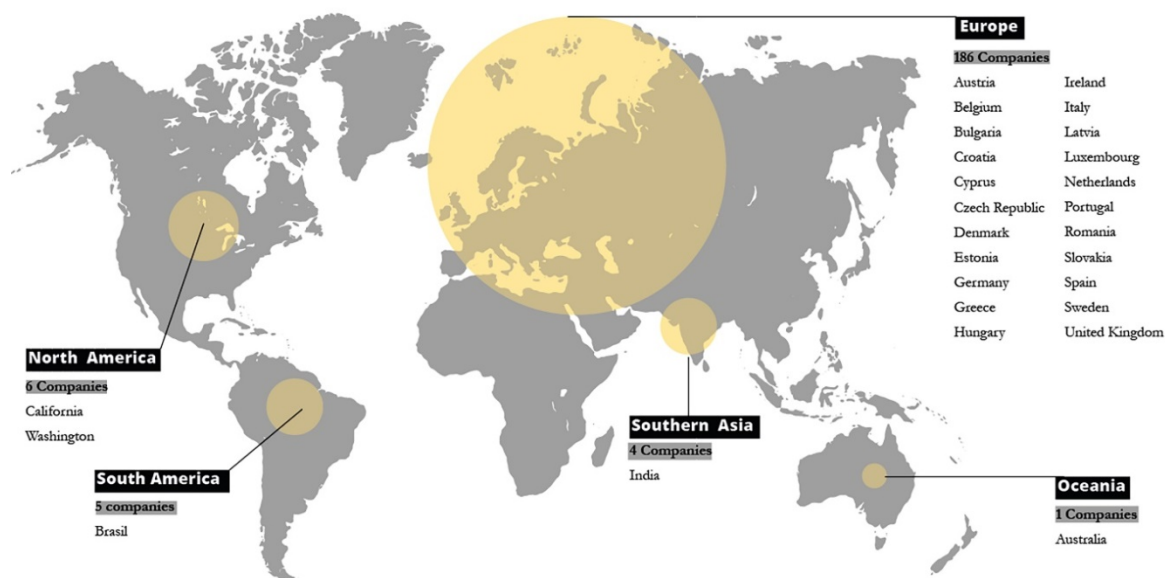 Europe
186 Companies
Austria Ireland
Belgium Italy
Bulgaria Latvia
Croatia Luxembourg
Cyprus Netherlands
Czech Republic Portugal
Denmark Romania
Estonia Slovakia
Germany Spain
Greece Sweden
Hungary United Kingdom
North America
6 Companies
California
Washington
South America
5 companies
Brasil
Southern Asia
4 Companies
India
Oceania
1 Companies
Australia